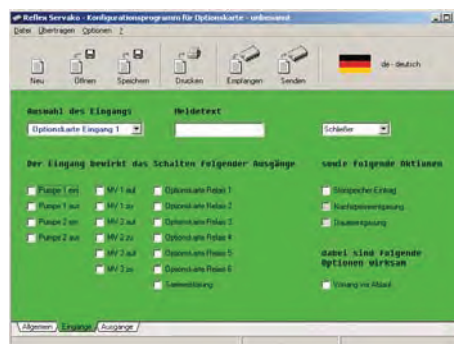 Reflex Servako - Konfigurationsprogramm für Optionskarte - unbenannt
Datei Übertragen Optionen ?
Neu Öffnen Speichern Drucken Empfangen Senden de - deutsch
Auswahl des Eingangs Meldetext
Optionskarte Eingang 1 Schließer
Der Eingang bewirkt das Schalten folgender Ausgänge sowie folgende Aktionen
Pumpe 1 ein MV 1 auf Optionskarte Relais 1 Störspeicher Eintrag
Pumpe 1 aus MV 1 zu Optionskarte Relais 2 Nachspeiseentgasung
Pumpe 2 ein MV 2 auf Optionskarte Relais 3 Dauerentgasung
Pumpe 2 aus MV 2 zu Optionskarte Relais 4
MV 3 auf Optionskarte Relais 5 dabei sind folgende
MV 3 zu Optionskarte Relais 6 Optionen wirksam
Sammelstörung Vorrang vor Ablauf
Allgemein Eingänge Ausgänge